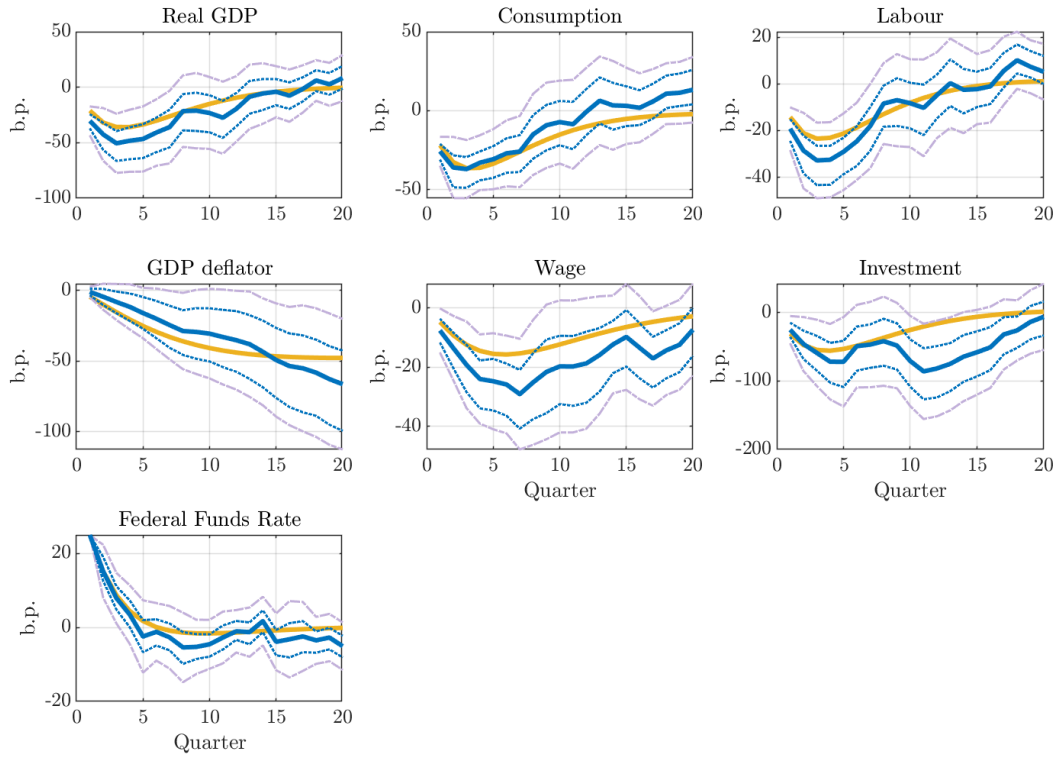 Real GDP
50
0
-50
-100
b.p.
0 5 10 15 20
Consumption
50
0
-50
b.p.
0 5 10 15 20
Labour
20
0
-20
-40
b.p.
0 5 10 15 20
GDP deflator
0
-50
-100
b.p.
0 5 10 15 20
Wage
0
-20
-40
b.p.
0 5 10 15 20
Quarter
Investment
0
-100
-200
b.p.
0 5 10 15 20
Quarter
Federal Funds Rate
20
0
-20
b.p.
0 5 10 15 20
Quarter